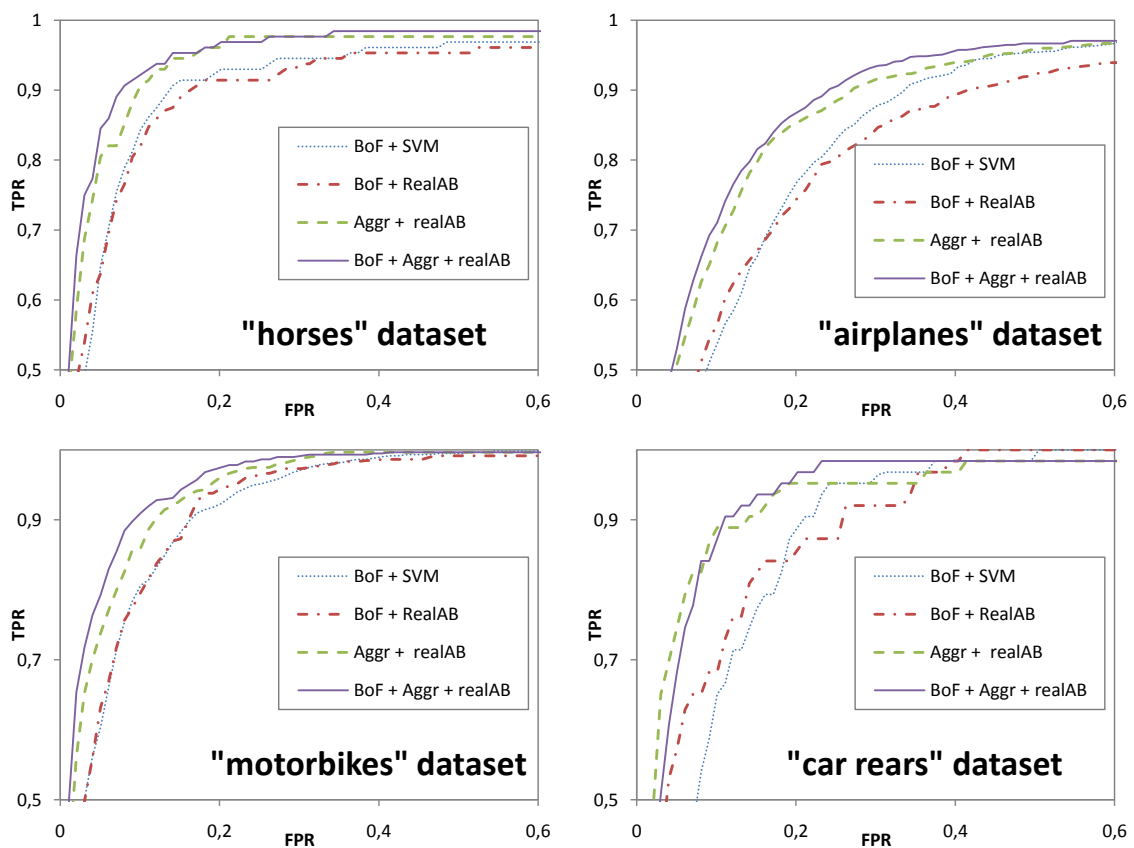 1
0,9
0,8
0,7
0,6
0,5
TPR
BoF + SVM
BoF + RealAB
Aggr + realAB
BoF + Aggr + realAB
"horses" dataset
0
0,2
0,4
0,6
FPR
1
0,9
0,8
0,7
0,6
0,5
TPR
BoF + SVM
BoF + RealAB
Aggr + realAB
BoF + Aggr + realAB
"airplanes" dataset
0
0,2
0,4
0,6
FPR
0,9
0,7
0,5
TPR
BoF + SVM
BoF + RealAB
Aggr + realAB
BoF + Aggr + realAB
"motorbikes" dataset
0
0,2
0,4
0,6
FPR
0,9
0,7
0,5
TPR
BoF + SVM
BoF + RealAB
Aggr + realAB
BoF + Aggr + realAB
"car rears" dataset
0
0,2
0,4
0,6
FPR